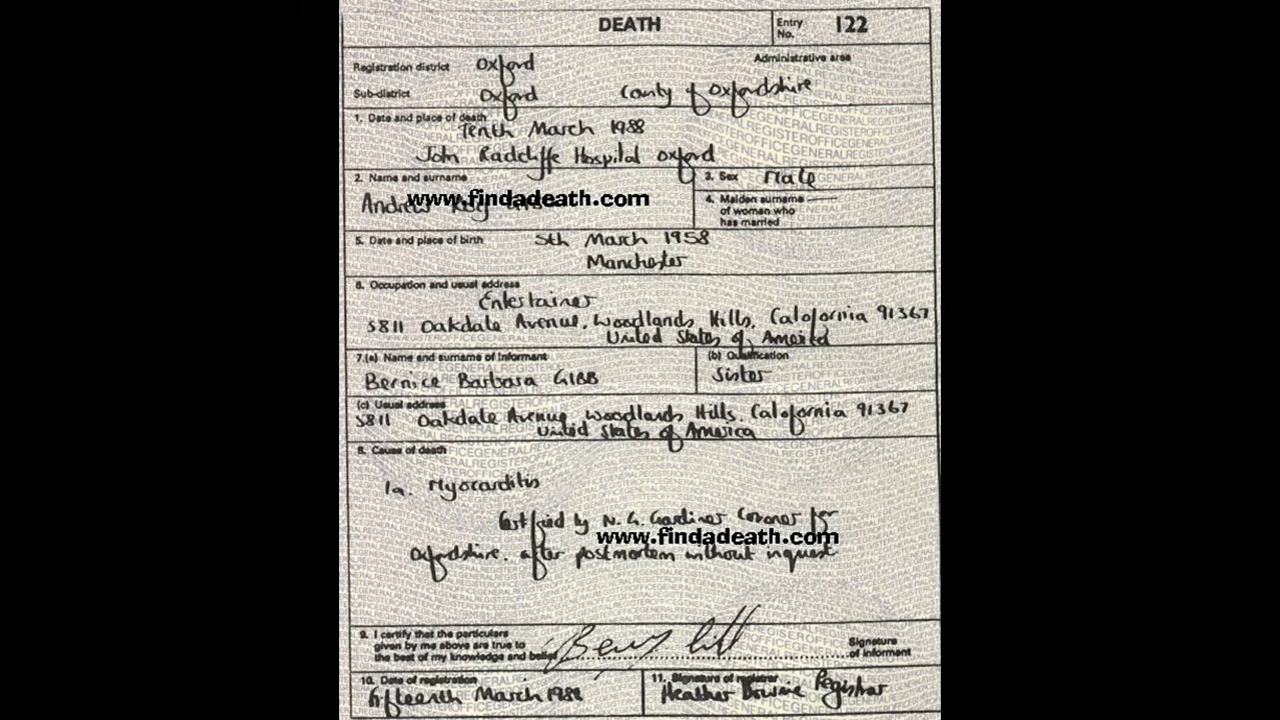 DEATH
Entry No. 122
Registration district Oxford
Administrative area
Sub-district Oxford County of Oxfordshire
1. Date and place of death
Tenth March 1988
John Radcliffe Hospital Oxford
2. Name and surname
Andrew
www.findadeath.com
3. Sex Male
4. Maiden surname
of woman who
has married
5. Date and place of birth 5th March 1958
Manchester
6. Occupation and usual address
Entertainer
5811 Oakdale Avenue, Woodlands Hills, Calofornia 91367
United States of America
7.(a) Name and surname of informant
Bernice Barbara GIBB
(b) Qualification
Sister
(c) Usual address
5811 Oakdale Avenue Woodlands Hills. Calofornia 91367
United States of America
8. Cause of death
1a. Myocarditis
Certified by N. G. Gardiner Coroner for
www.findadeath.com
Oxfordshire. after postmortem without inquest
9. I certify that the particulars
given by me above are true to
the best of my knowledge and belief
Signature
of informant
10. Date of registration
Fifteenth March 1988
11. Signature of registrar
Heather Registrar